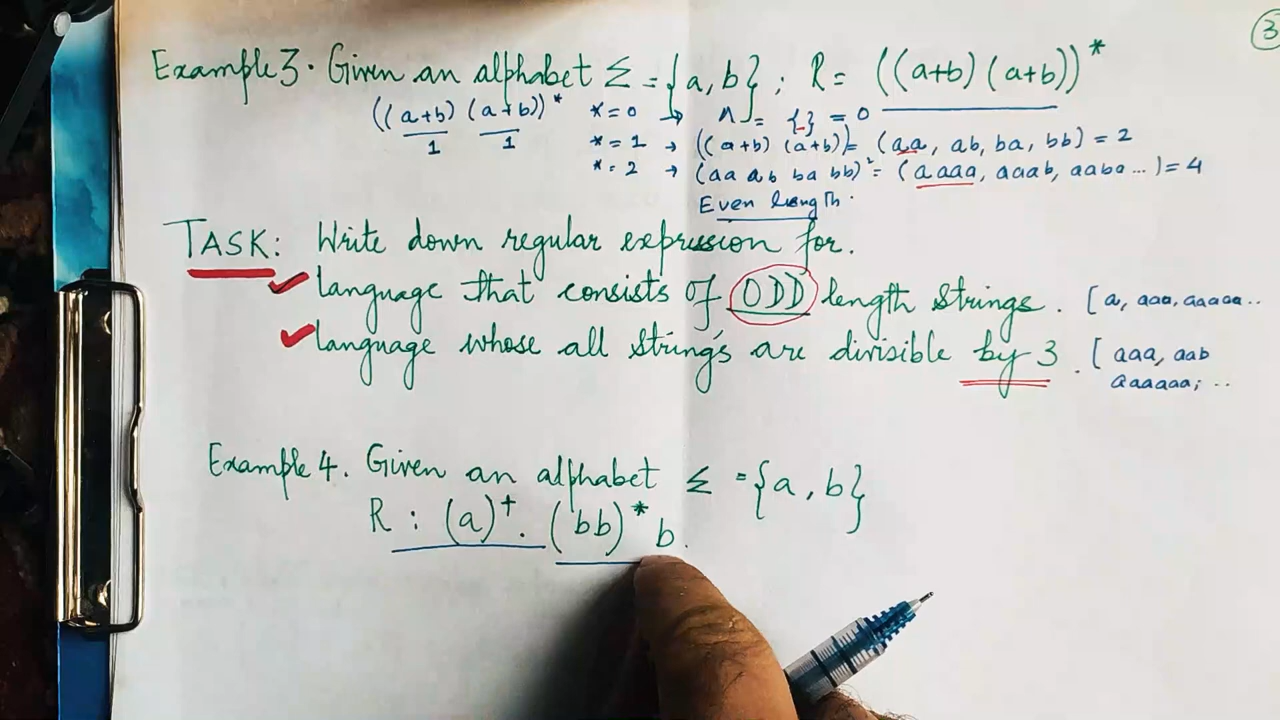 3
Example 3. Given an alphabet Σ = {a, b} ; R = ((a+b) (a+b))*
((a+b) (a+b))* *=0 → Λ = {_} = 0
1 1
*=1 → ((a+b) (a+b)) = (aa, ab, ba, bb) = 2
*=2 → (aa ab ba bb)² = (aaaa, aaab, aaba ...) = 4
Even length.
TASK: Write down regular expression for.
✓ language that consists of ODD length strings. [a, aaa, aaaaa..
✓ language whose all strings are divisible by 3. [aaa, aab
aaaaaa; ..
Example 4. Given an alphabet Σ = {a, b}
R : (a)⁺. (bb)* b.